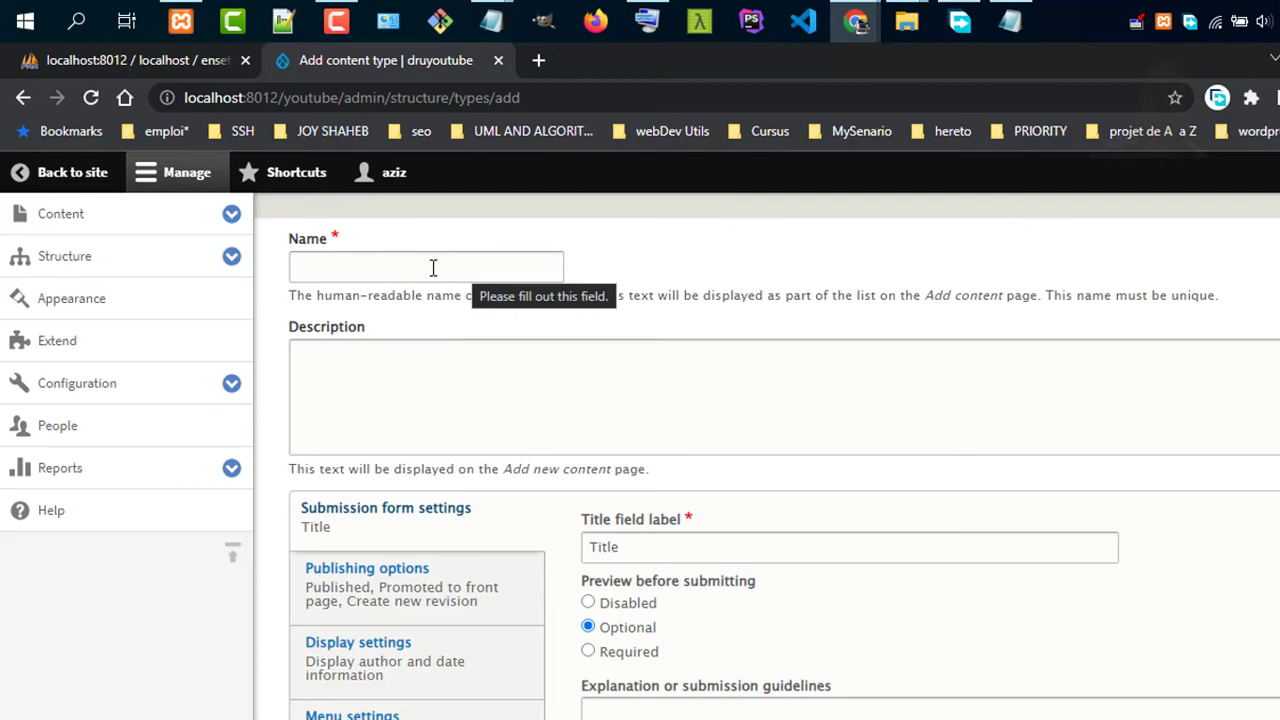 localhost:8012 / localhost / enset
Add content type | druyoutube
localhost:8012/youtube/admin/structure/types/add
Bookmarks emploi* SSH JOY SHAHEB seo UML AND ALGORIT... webDev Utils Cursus MySenario hereto PRIORITY projet de A a Z wordpr
Back to site Manage Shortcuts aziz
Content
Structure
Appearance
Extend
Configuration
People
Reports
Help
Name *
The human-readable name s text will be displayed as part of the list on the Add content page. This name must be unique.
Please fill out this field.
Description
This text will be displayed on the Add new content page.
Submission form settings
Title
Publishing options
Published, Promoted to front
page, Create new revision
Display settings
Display author and date
information
Menu settings
Title field label *
Title
Preview before submitting
Disabled
Optional
Required
Explanation or submission guidelines